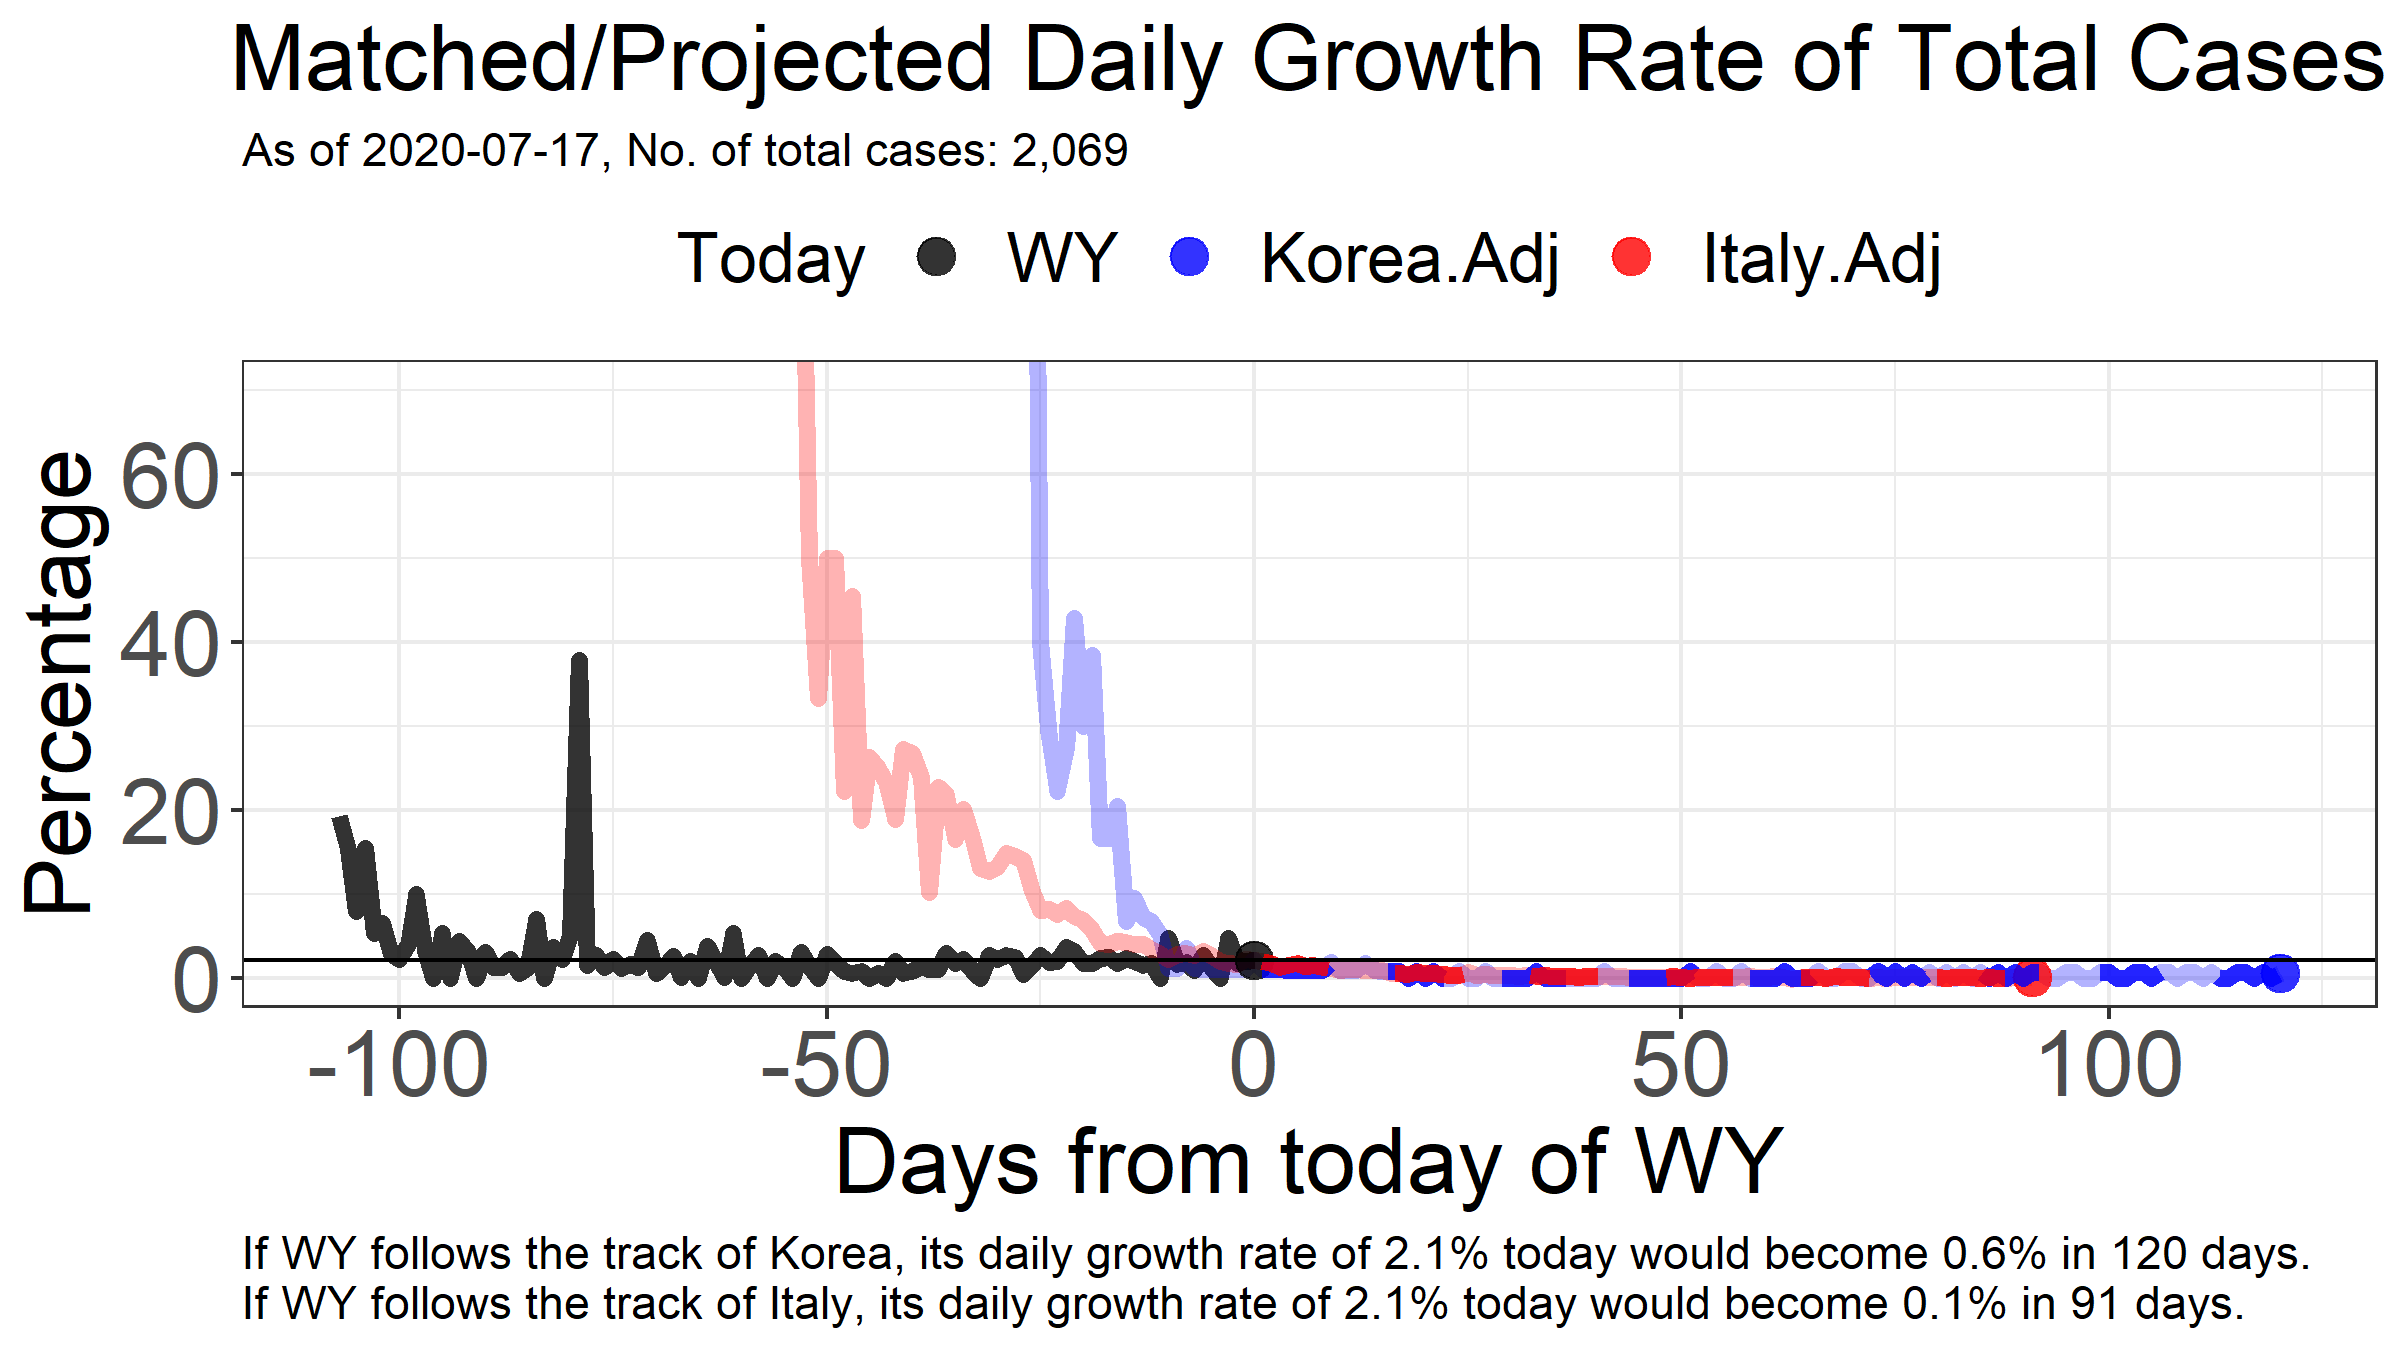 Matched/Projected Daily Growth Rate of Total Cases
As of 2020-07-17, No. of total cases: 2,069
Today WY Korea.Adj Italy.Adj
Percentage
60
40
20
0
-100 -50 0 50 100
Days from today of WY
If WY follows the track of Korea, its daily growth rate of 2.1% today would become 0.6% in 120 days.
If WY follows the track of Italy, its daily growth rate of 2.1% today would become 0.1% in 91 days.